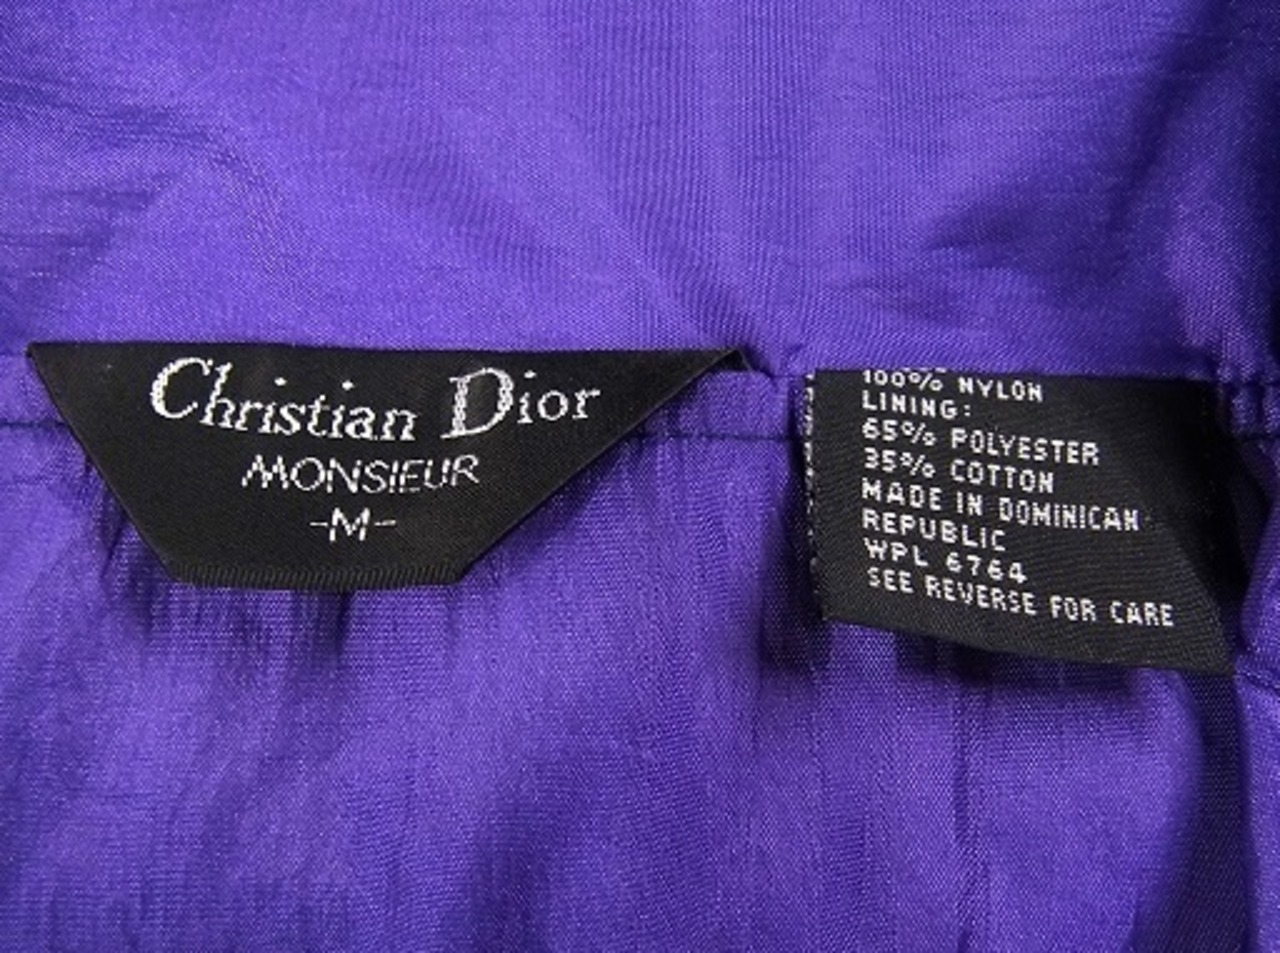 Christian Dior
MONSIEUR
-M-
100% NYLON
LINING:
65% POLYESTER
35% COTTON
MADE IN DOMINICAN
REPUBLIC
WPL 6764
SEE REVERSE FOR CARE